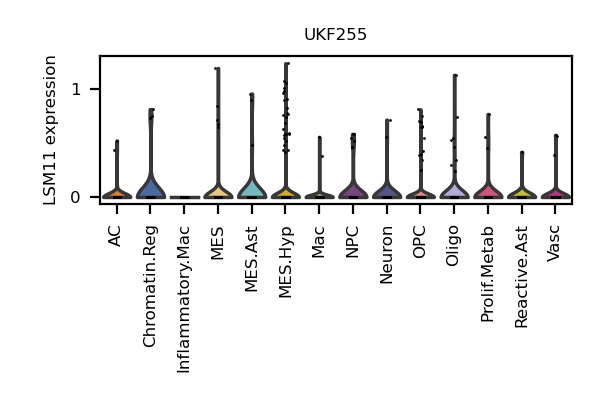 UKF255
LSM11 expression
1
0
AC
Chromatin.Reg
Inflammatory.Mac
MES
MES.Ast
MES.Hyp
Mac
NPC
Neuron
OPC
Oligo
Prolif.Metab
Reactive.Ast
Vasc